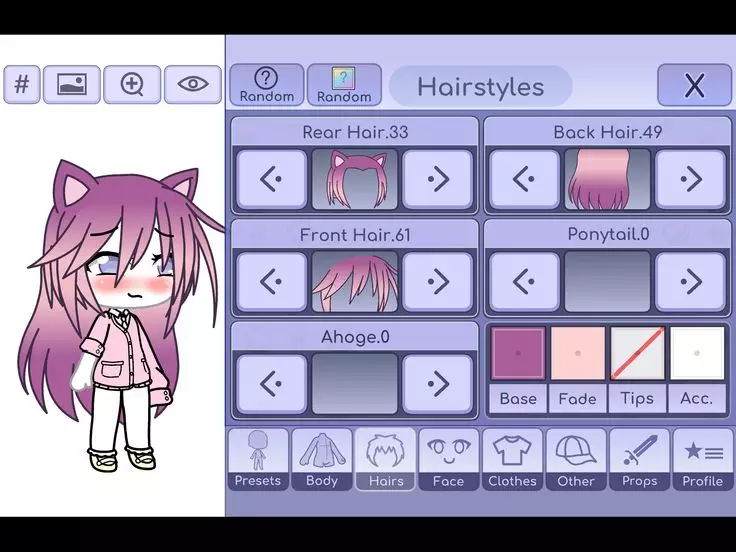 #
? Random
? Random
Hairstyles
X
Rear Hair.33
Back Hair.49
Front Hair.61
Ponytail.0
Ahoge.0
Base
Fade
Tips
Acc.
Presets
Body
Hairs
Face
Clothes
Other
Props
Profile